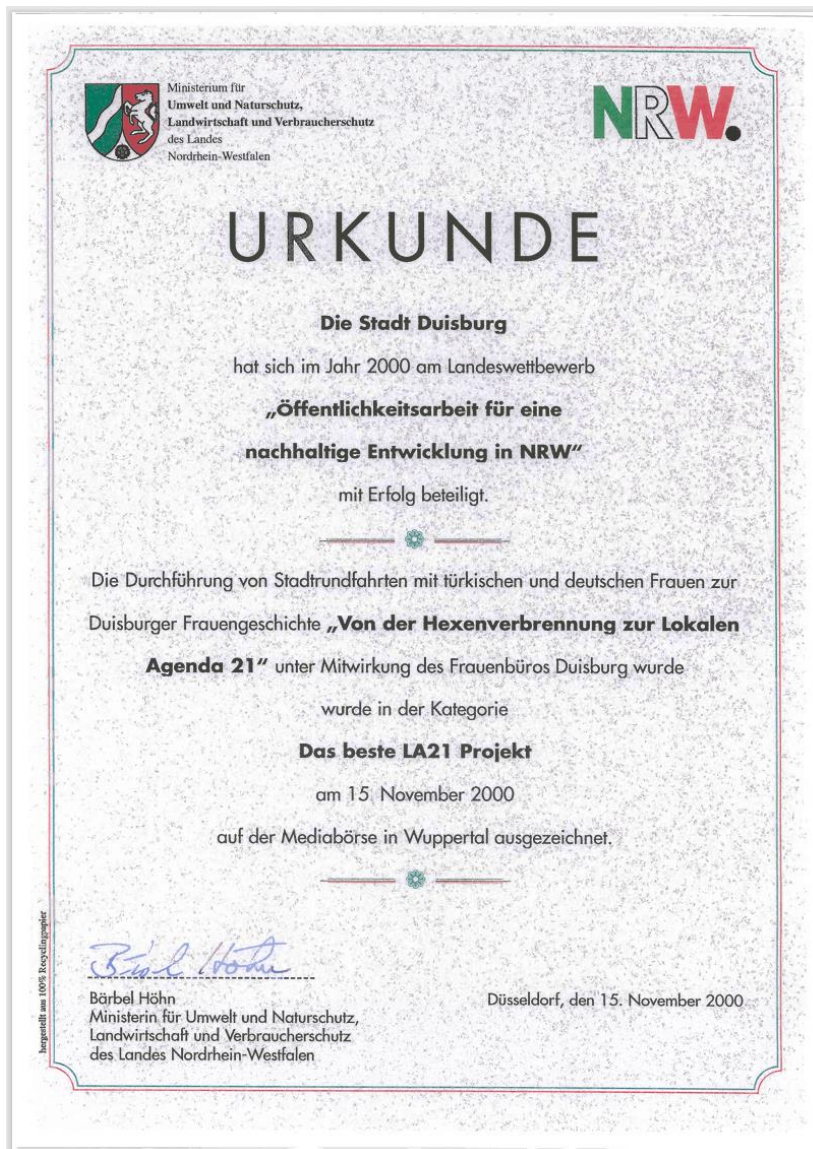 Ministerium für
Umwelt und Naturschutz,
Landwirtschaft und Verbraucherschutz
des Landes
Nordrhein-Westfalen
NRW.
URKUNDE
Die Stadt Duisburg
hat sich im Jahr 2000 am Landeswettbewerb
„Öffentlichkeitsarbeit für eine
nachhaltige Entwicklung in NRW“
mit Erfolg beteiligt.
Die Durchführung von Stadtrundfahrten mit türkischen und deutschen Frauen zur
Duisburger Frauengeschichte „Von der Hexenverbrennung zur Lokalen
Agenda 21“ unter Mitwirkung des Frauenbüros Duisburg wurde
wurde in der Kategorie
Das beste LA21 Projekt
am 15. November 2000
auf der Mediabörse in Wuppertal ausgezeichnet.
hergestellt aus 100% Recyclingpapier
Bärbel Höhn
Bärbel Höhn
Ministerin für Umwelt und Naturschutz,
Landwirtschaft und Verbraucherschutz
des Landes Nordrhein-Westfalen
Düsseldorf, den 15. November 2000